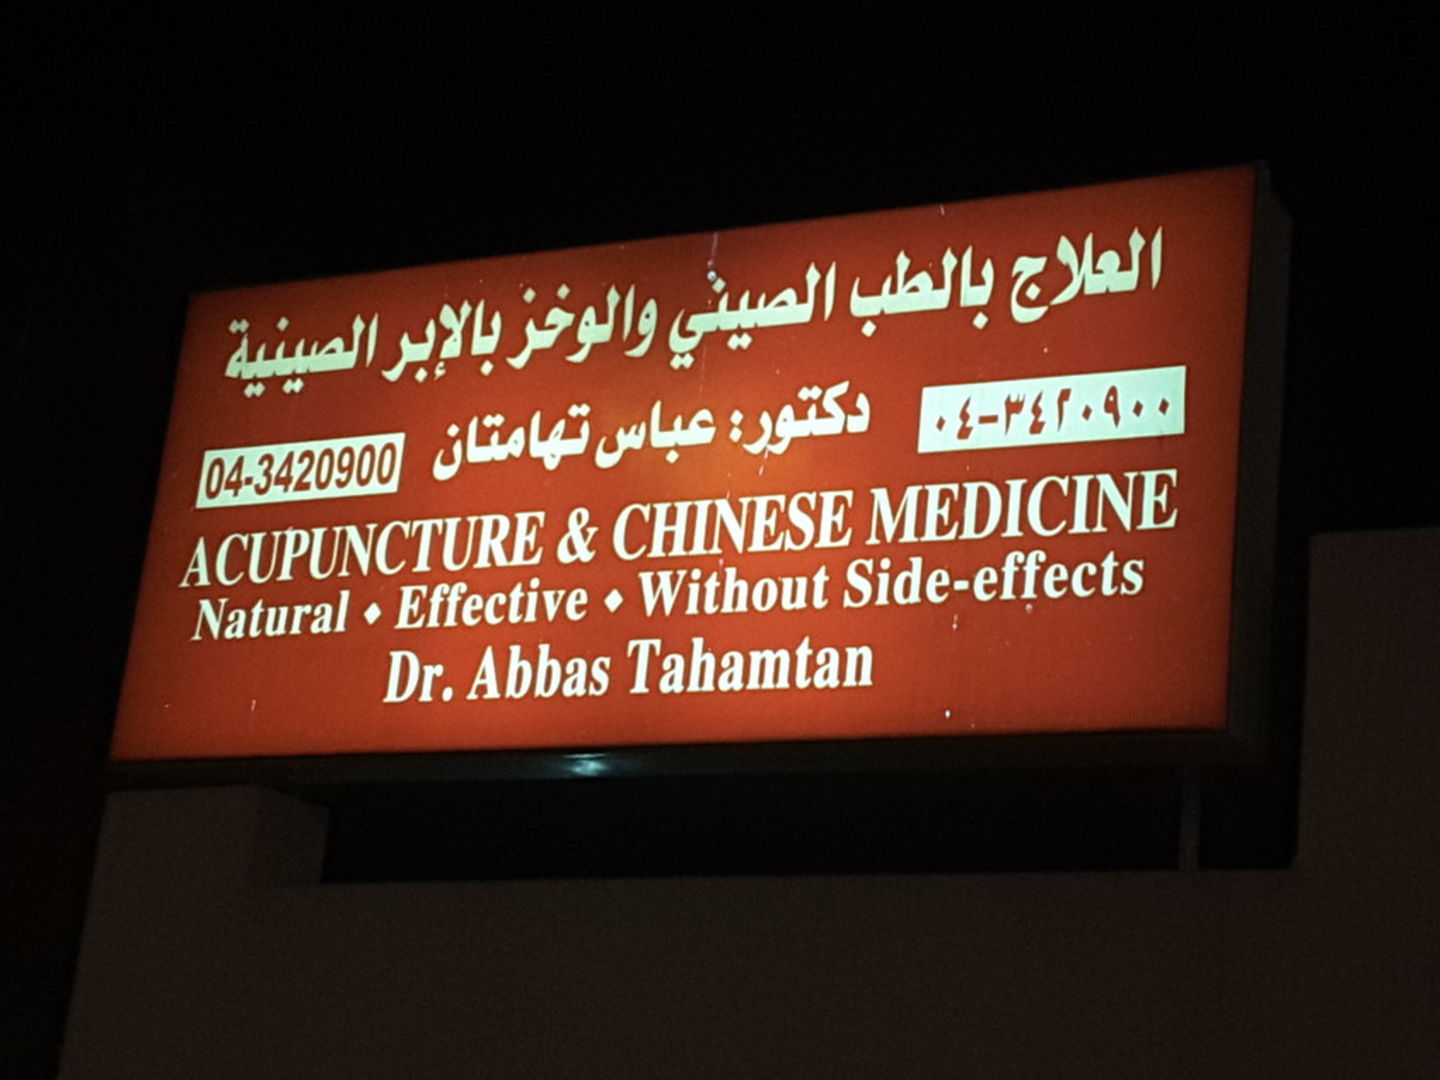 العلاج بالطب الصيني والوخز بالإبر الصينية
دكتور: عباس تهامتان
٠٤-٣٤٢٠٩٠٠
04-3420900
ACUPUNCTURE & CHINESE MEDICINE
Natural • Effective • Without Side-effects
Dr. Abbas Tahamtan